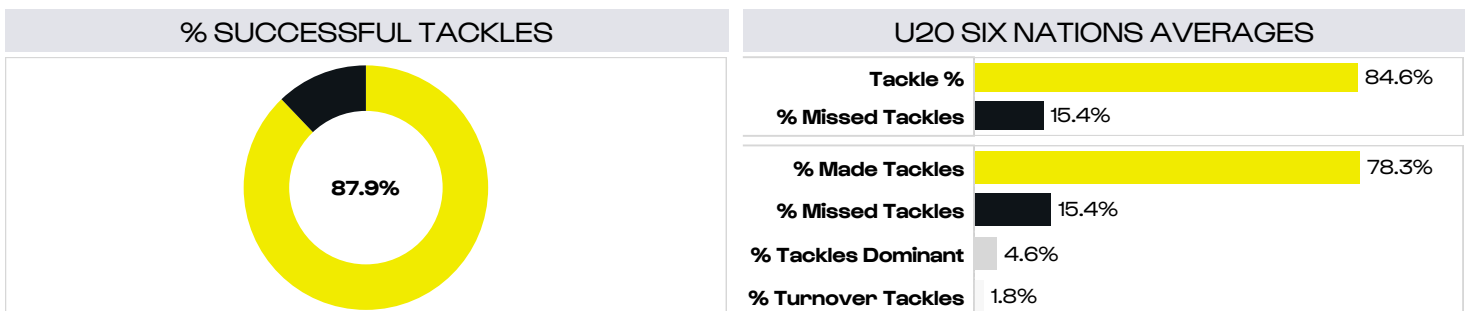 % SUCCESSFUL TACKLES
87.9%
U20 SIX NATIONS AVERAGES
Tackle % 84.6%
% Missed Tackles 15.4%
% Made Tackles 78.3%
% Missed Tackles 15.4%
% Tackles Dominant 4.6%
% Turnover Tackles 1.8%